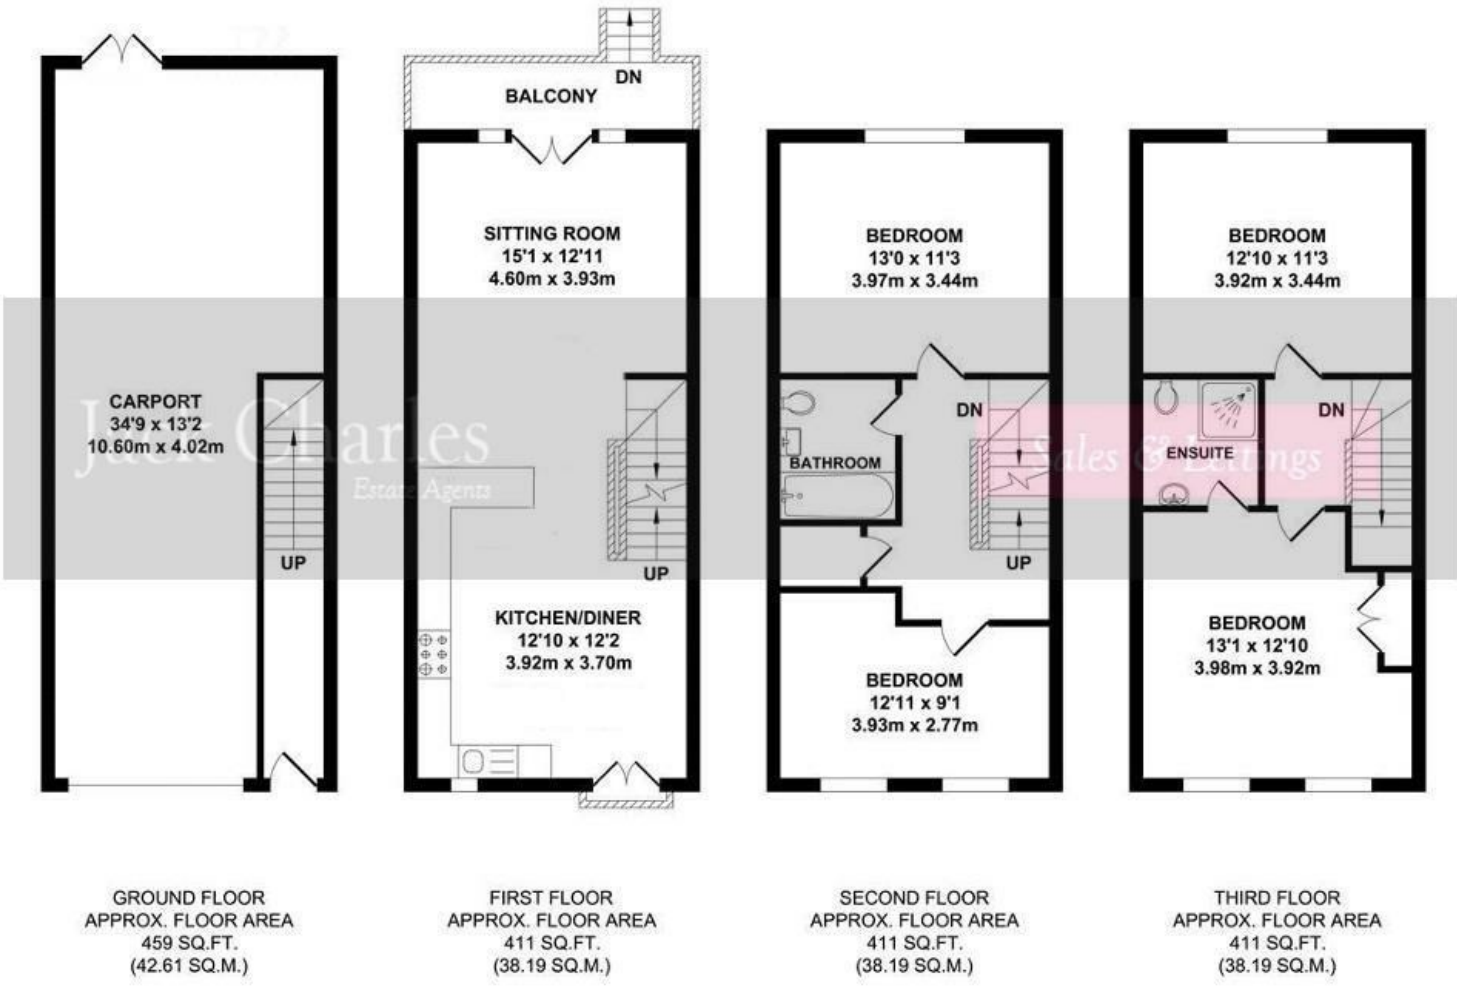 DN
BALCONY
SITTING ROOM
15'1 x 12'11
4.60m x 3.93m
BEDROOM
13'0 x 11'3
3.97m x 3.44m
BEDROOM
12'10 x 11'3
3.92m x 3.44m
CARPORT
34'9 x 13'2
10.60m x 4.02m
Jack Charles
Estate Agents
DN
BATHROOM
Sales & Lettings
ENSUITE
DN
UP
UP
UP
KITCHEN/DINER
12'10 x 12'2
3.92m x 3.70m
BEDROOM
12'11 x 9'1
3.93m x 2.77m
BEDROOM
13'1 x 12'10
3.98m x 3.92m
GROUND FLOOR
APPROX. FLOOR AREA
459 SQ.FT.
(42.61 SQ.M.)
FIRST FLOOR
APPROX. FLOOR AREA
411 SQ.FT.
(38.19 SQ.M.)
SECOND FLOOR
APPROX. FLOOR AREA
411 SQ.FT.
(38.19 SQ.M.)
THIRD FLOOR
APPROX. FLOOR AREA
411 SQ.FT.
(38.19 SQ.M.)